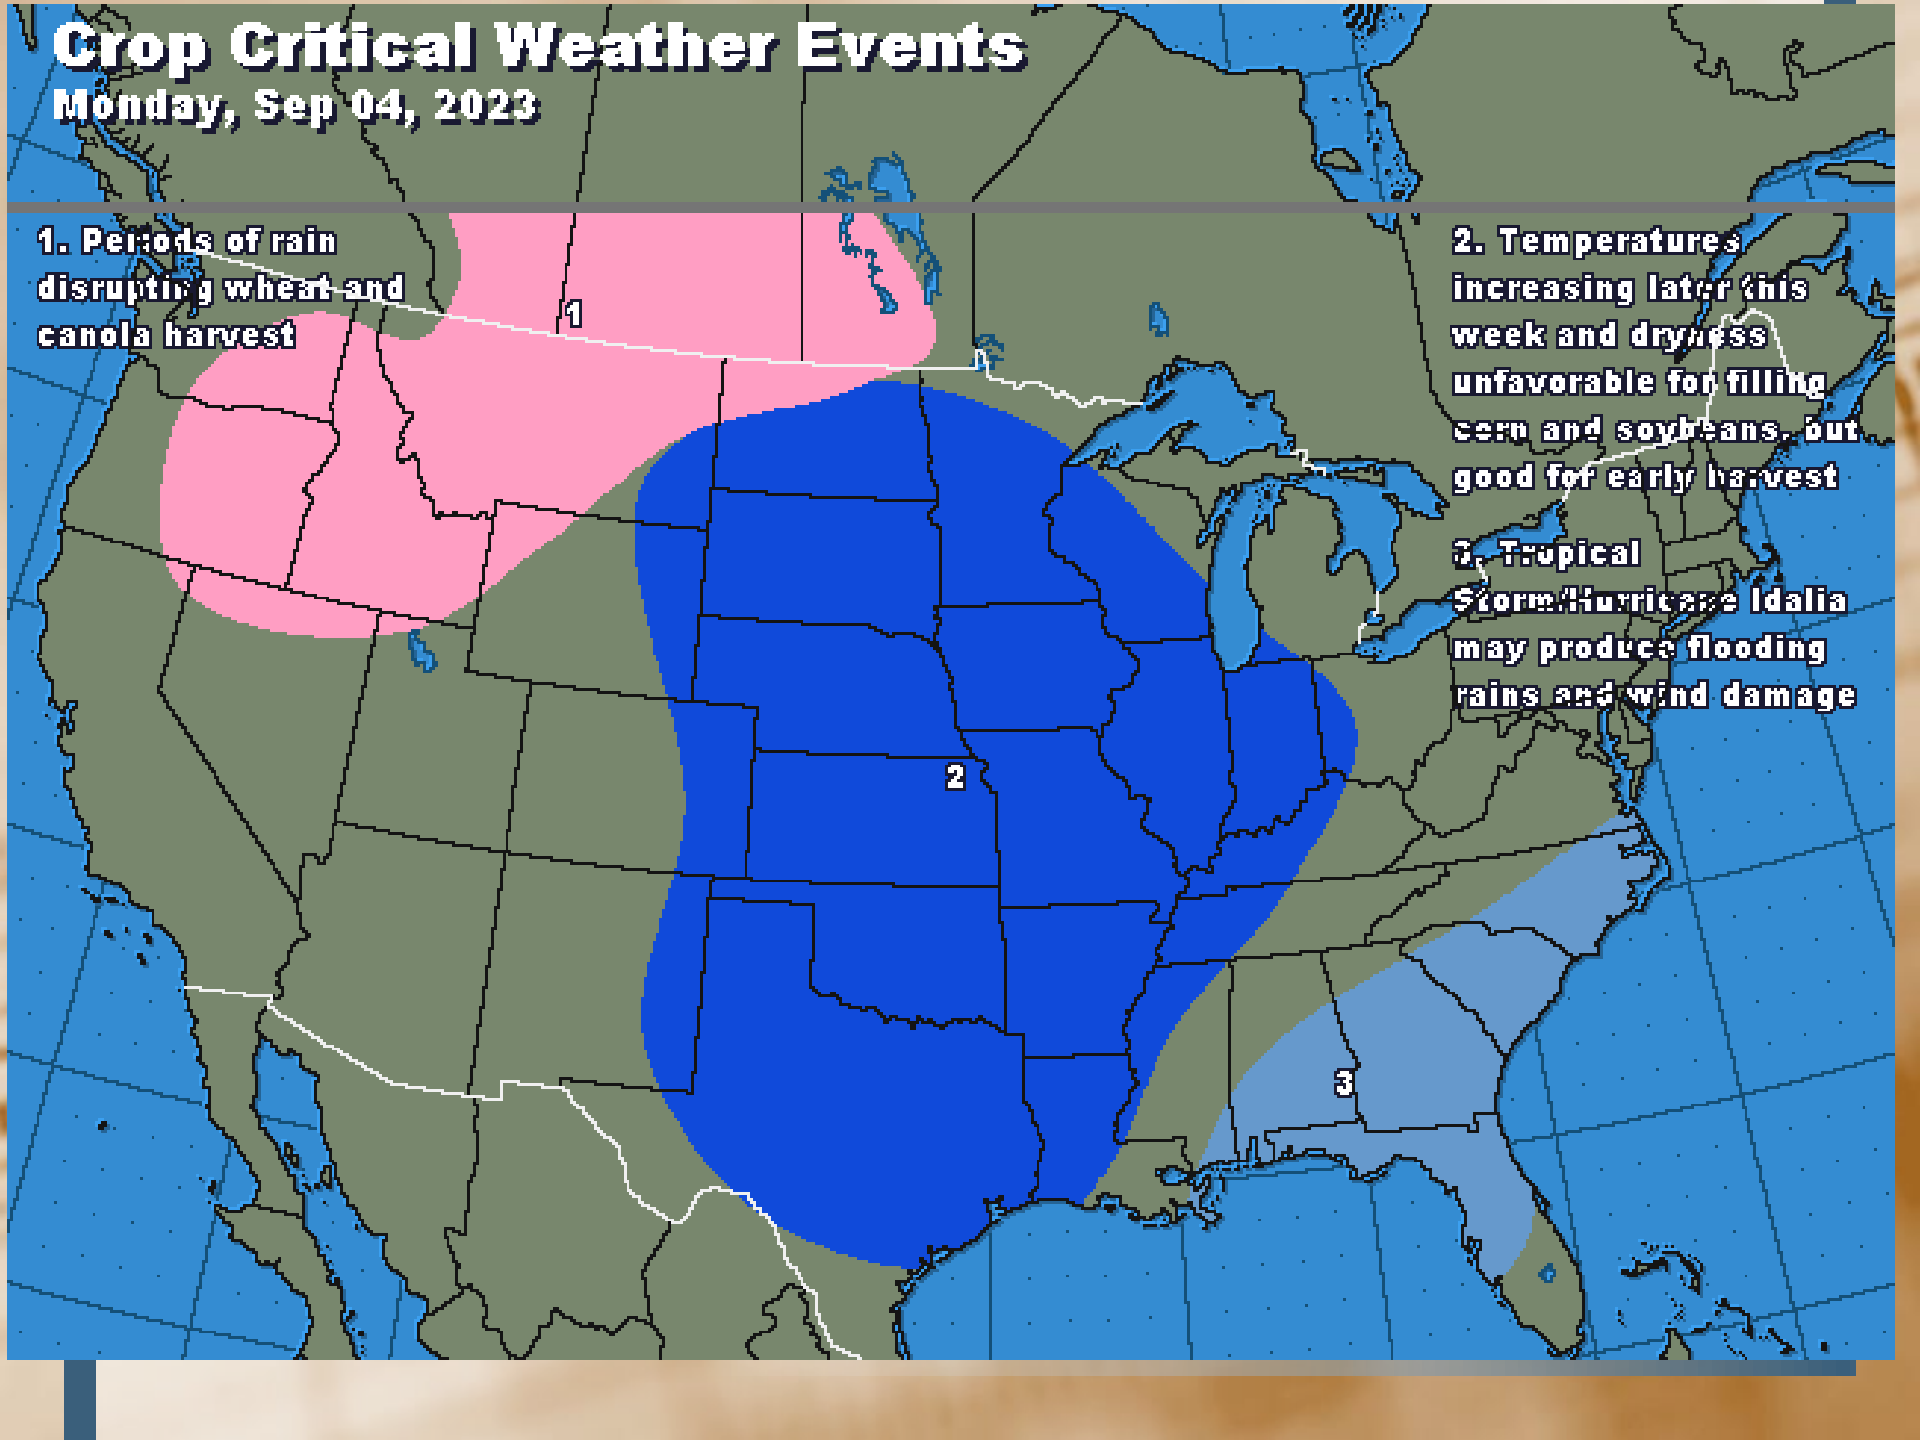 Crop Critical Weather Events
Monday, Sep 04, 2023
1. Periods of rain
disrupting wheat and
canola harvest
2. Temperatures
increasing later this
week and dryness
unfavorable for filling
corn and soybeans, but
good for early harvest
3. Tropical
Storm/Hurricane Idalia
may produce flooding
rains and wind damage
1
2
3